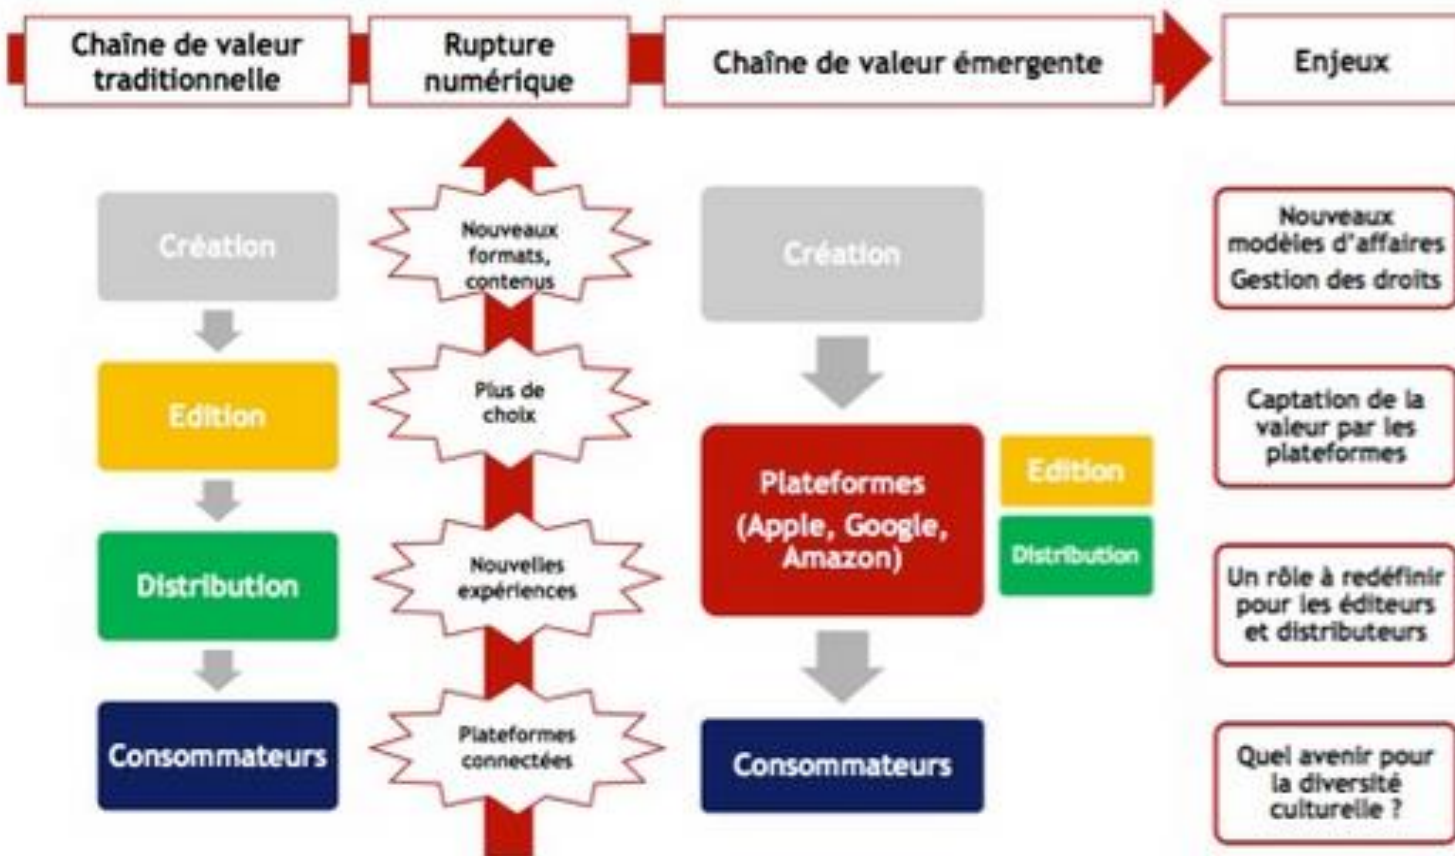 Chaîne de valeur
traditionnelle
Rupture
numérique
Chaîne de valeur émergente
Enjeux
Création
Edition
Distribution
Consommateurs
Nouveaux
formats,
contenus
Plus de
choix
Nouvelles
expériences
Plateformes
connectées
Création
Plateformes
(Apple, Google,
Amazon)
Edition
Distribution
Consommateurs
Nouveaux
modèles d'affaires
Gestion des droits
Captation de la
valeur par les
plateformes
Un rôle à redéfinir
pour les éditeurs
et distributeurs
Quel avenir pour
la diversité
culturelle ?